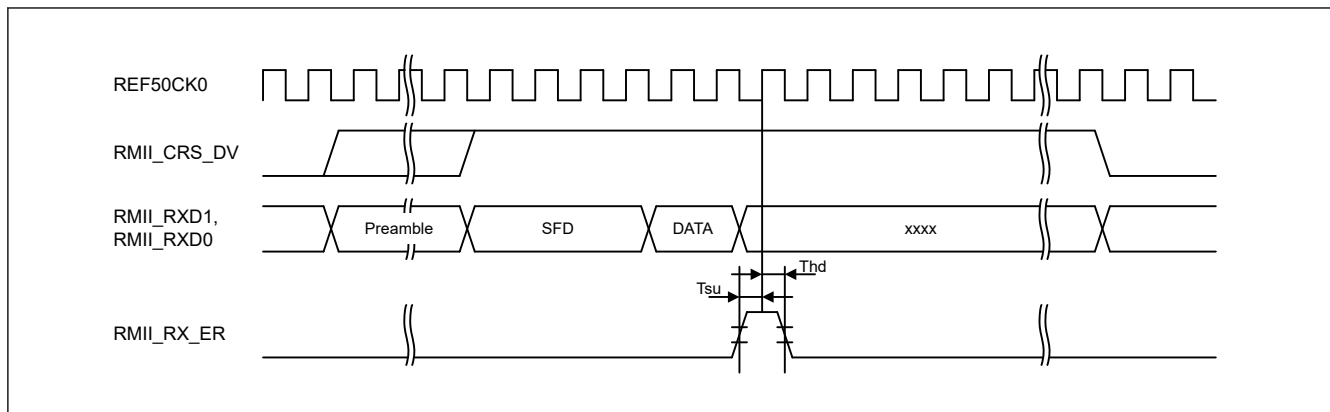 REF50CK0
RMII_CRS_DV
RMII_RXD1,
RMII_RXD0
Preamble
SFD
DATA
xxxx
Thd
Tsu
RMII_RX_ER